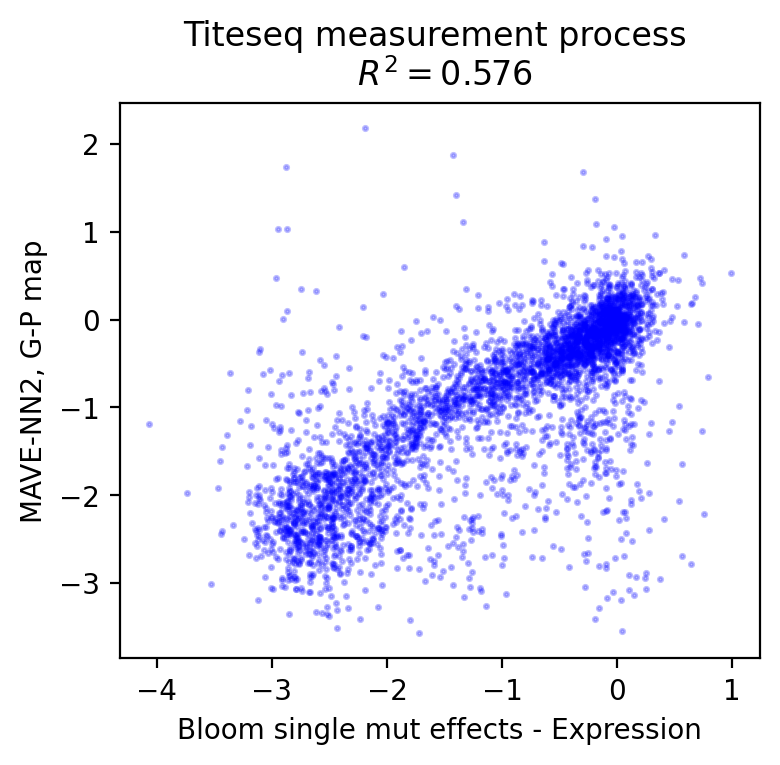 Titeseq measurement process
R² = 0.576
2
1
0
−1
−2
−3
MAVE-NN2, G-P map
−4 −3 −2 −1 0 1
Bloom single mut effects - Expression